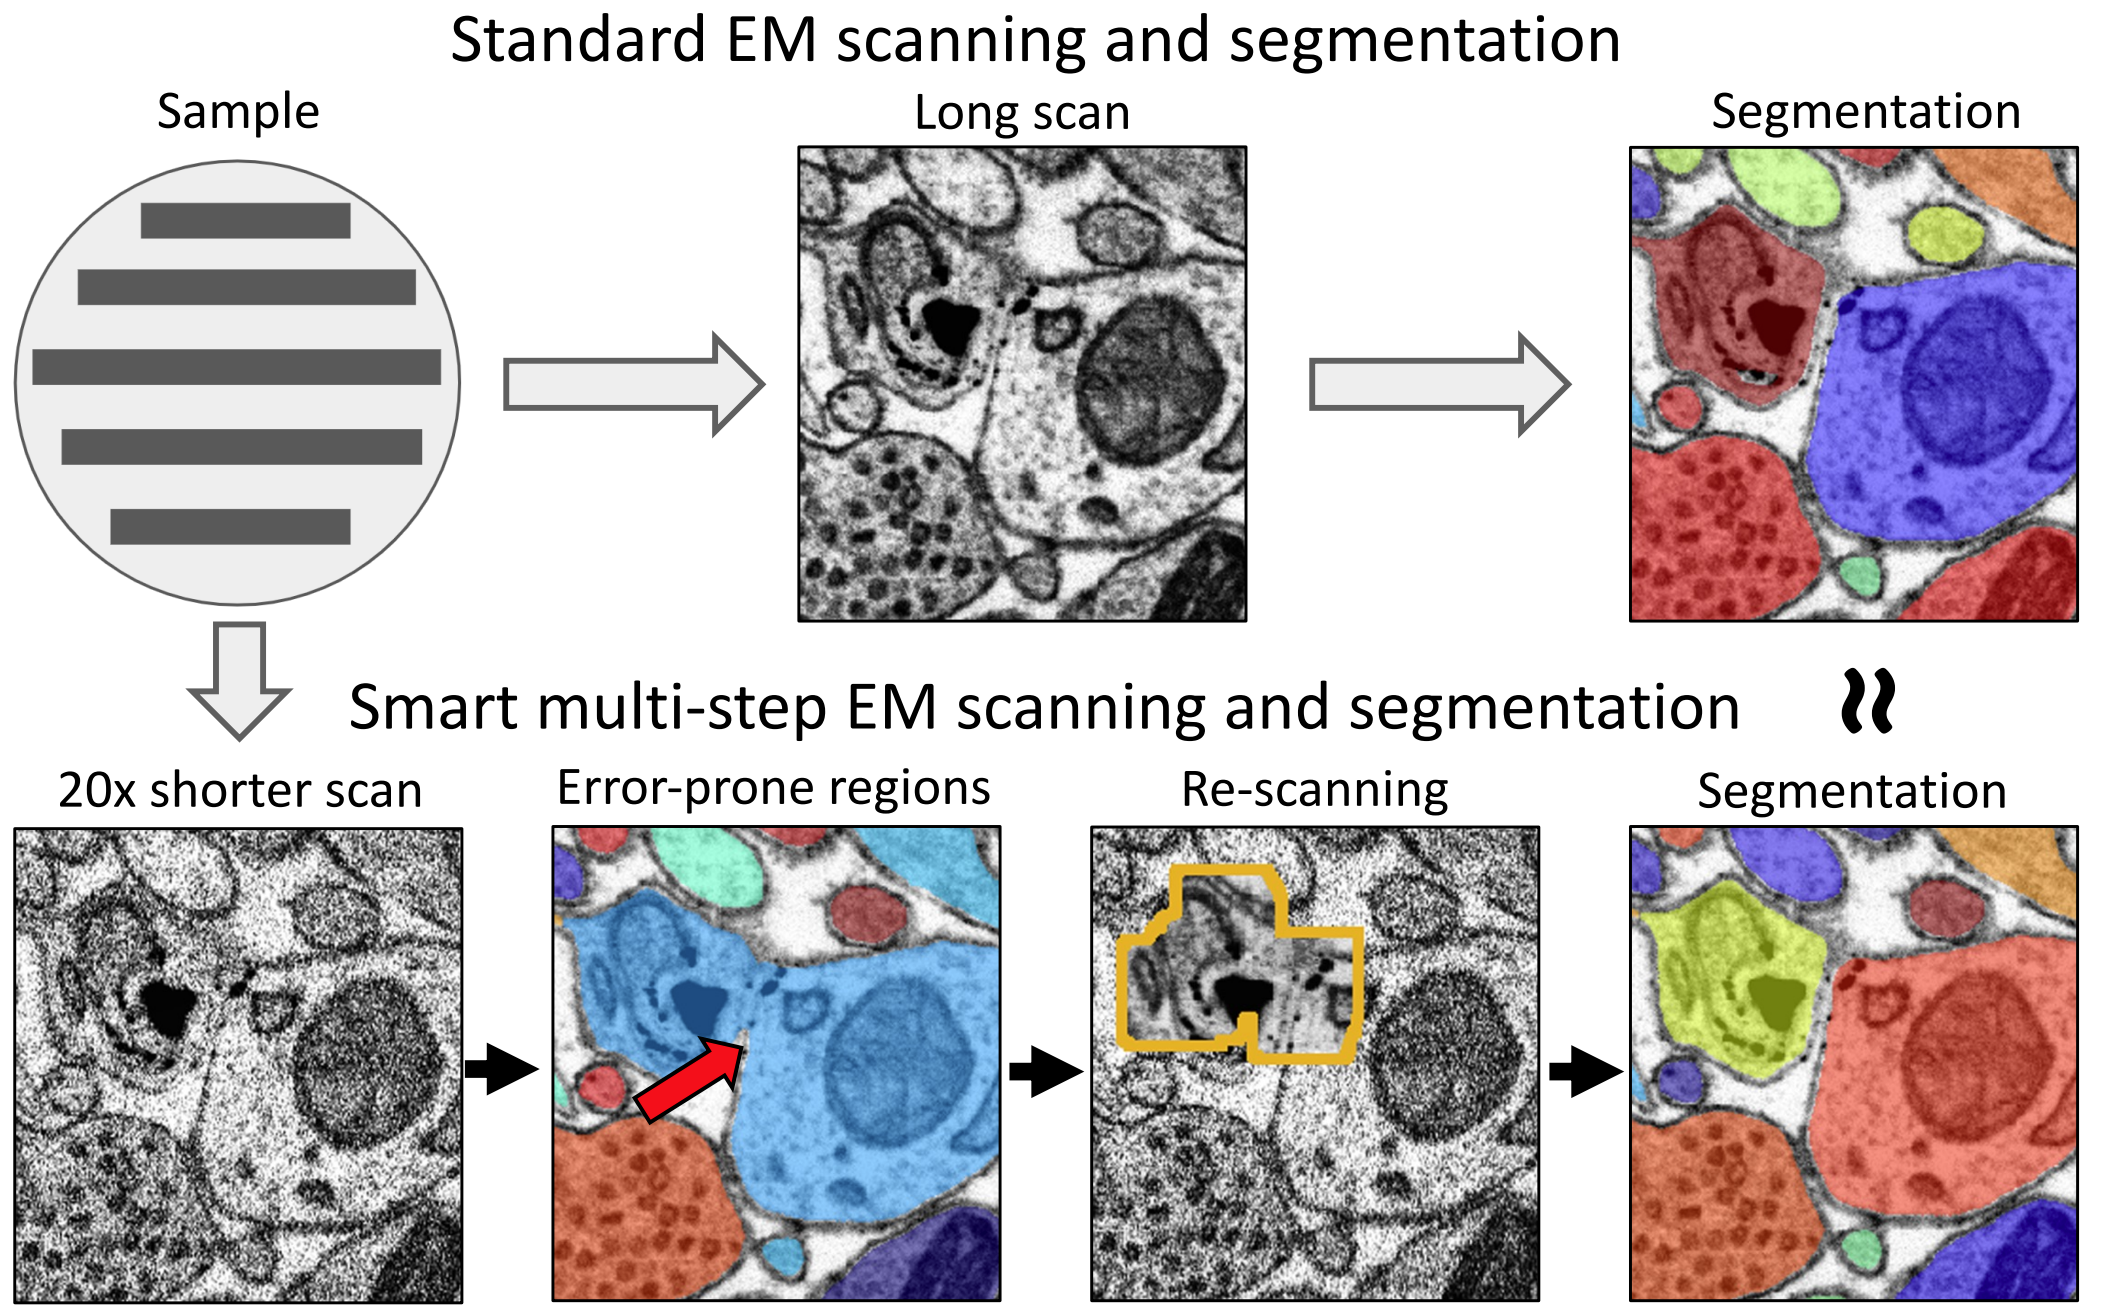 Standard EM scanning and segmentation
Sample
Long scan
Segmentation
Smart multi-step EM scanning and segmentation
≈
20x shorter scan
Error-prone regions
Re-scanning
Segmentation